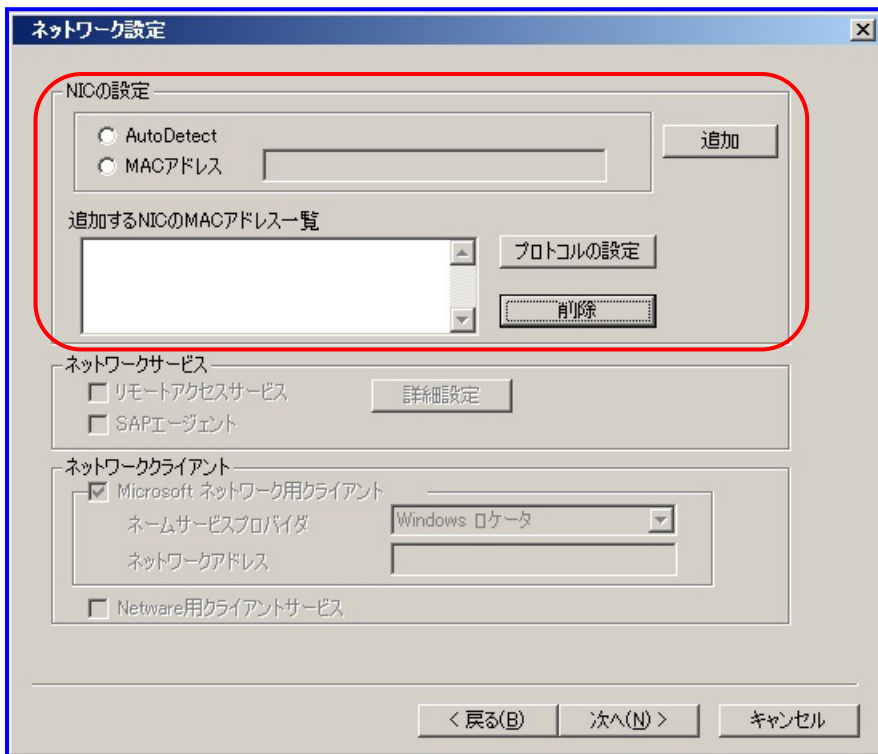 ネットワーク設定
NICの設定
AutoDetect
MACアドレス
追加
追加するNICのMACアドレス一覧
プロトコルの設定
削除
ネットワークサービス
リモートアクセスサービス
詳細設定
SAPエージェント
ネットワーククライアント
Microsoft ネットワーク用クライアント
ネームサービスプロバイダ
Windows ロケータ
ネットワークアドレス
Netware用クライアントサービス
< 戻る(B)
次へ(N) >
キャンセル